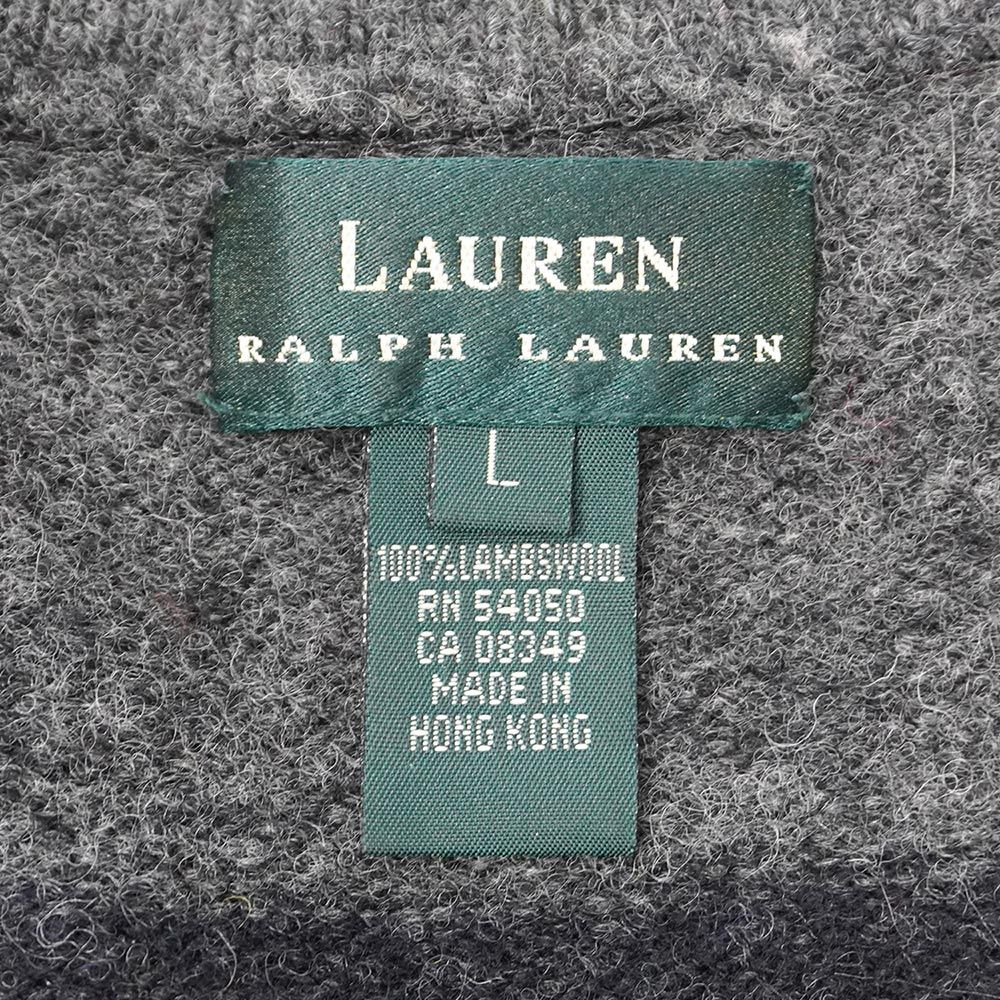 LAUREN
RALPH LAUREN
L
100%LAMBSWOOL
RN 54050
CA 08349
MADE IN
HONG KONG